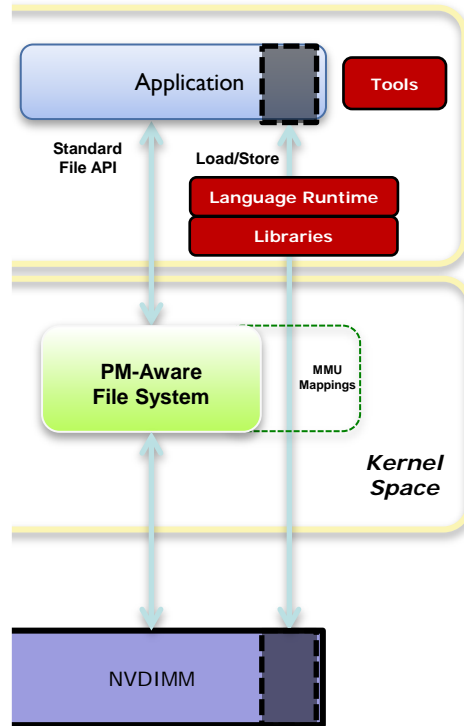 Application
Tools
Standard
File API
Load/Store
Language Runtime
Libraries
PM-Aware
File System
MMU
Mappings
Kernel
Space
NVDIMM